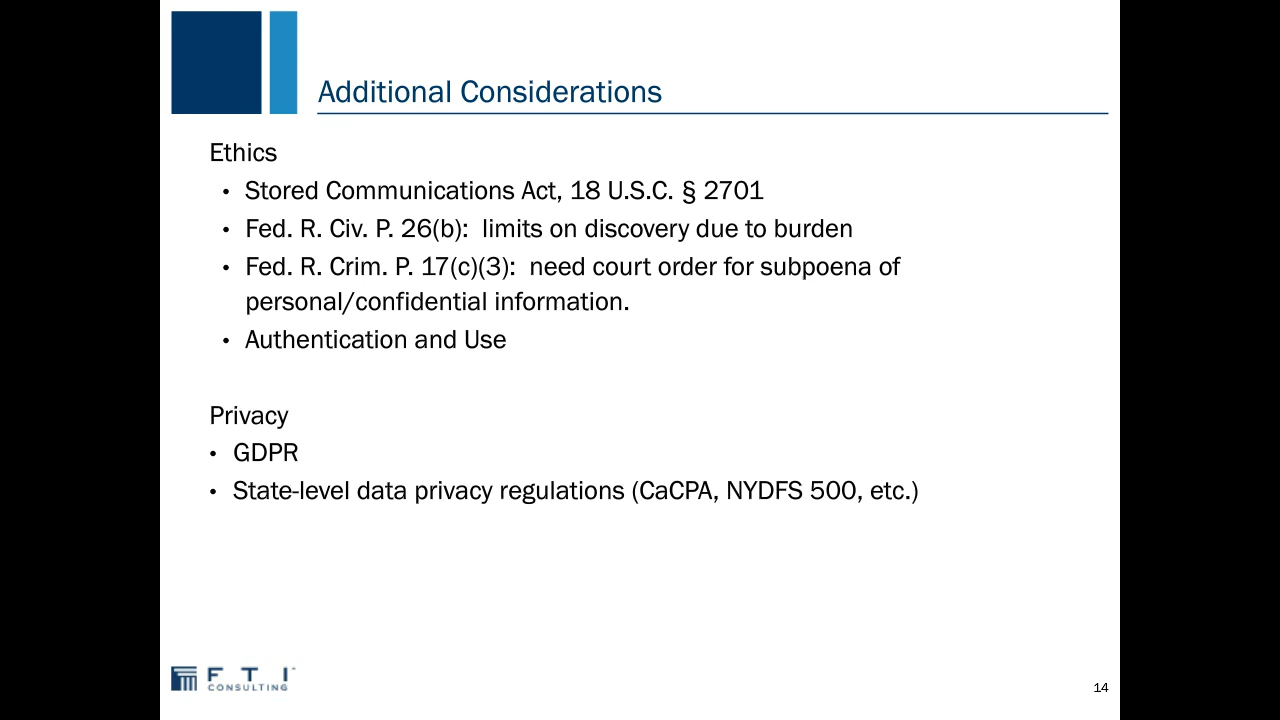 Additional Considerations
Ethics
• Stored Communications Act, 18 U.S.C. § 2701
• Fed. R. Civ. P. 26(b):  limits on discovery due to burden
• Fed. R. Crim. P. 17(c)(3):  need court order for subpoena of
personal/confidential information.
• Authentication and Use
Privacy
• GDPR
• State-level data privacy regulations (CaCPA, NYDFS 500, etc.)
F T I
CONSULTING
14